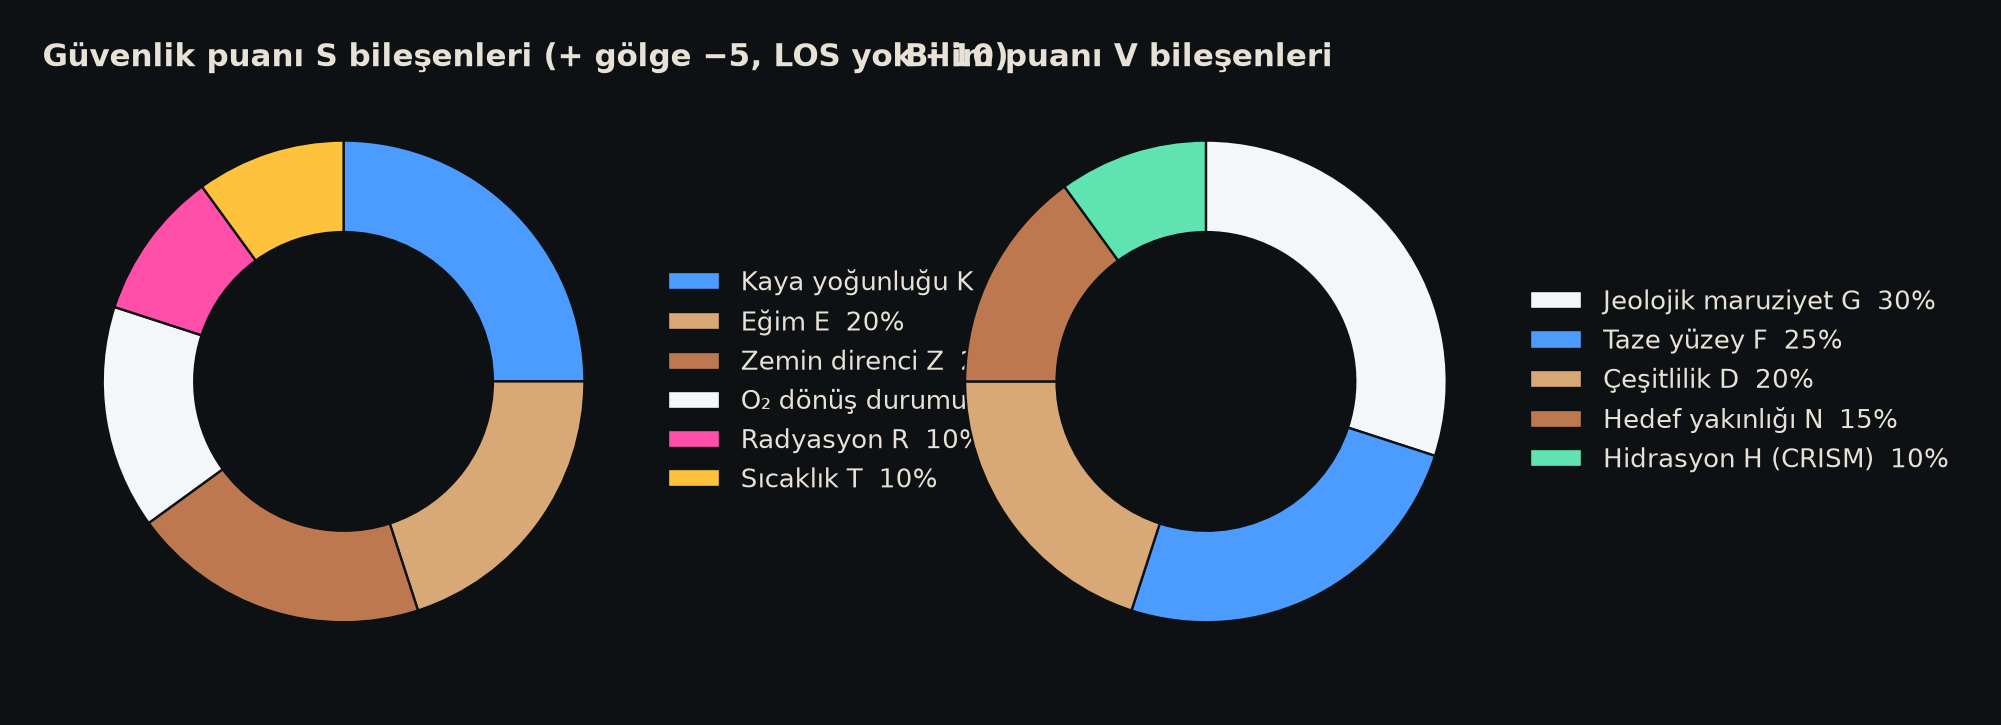 Güvenlik puanı S bileşenleri (+ gölge −5, LOS yok −10)
Bilim puanı V bileşenleri
Kaya yoğunluğu K
Eğim E 20%
Zemin direnci Z
O₂ dönüş durumu
Radyasyon R 10%
Sıcaklık T 10%
Jeolojik maruziyet G 30%
Taze yüzey F 25%
Çeşitlilik D 20%
Hedef yakınlığı N 15%
Hidrasyon H (CRISM) 10%